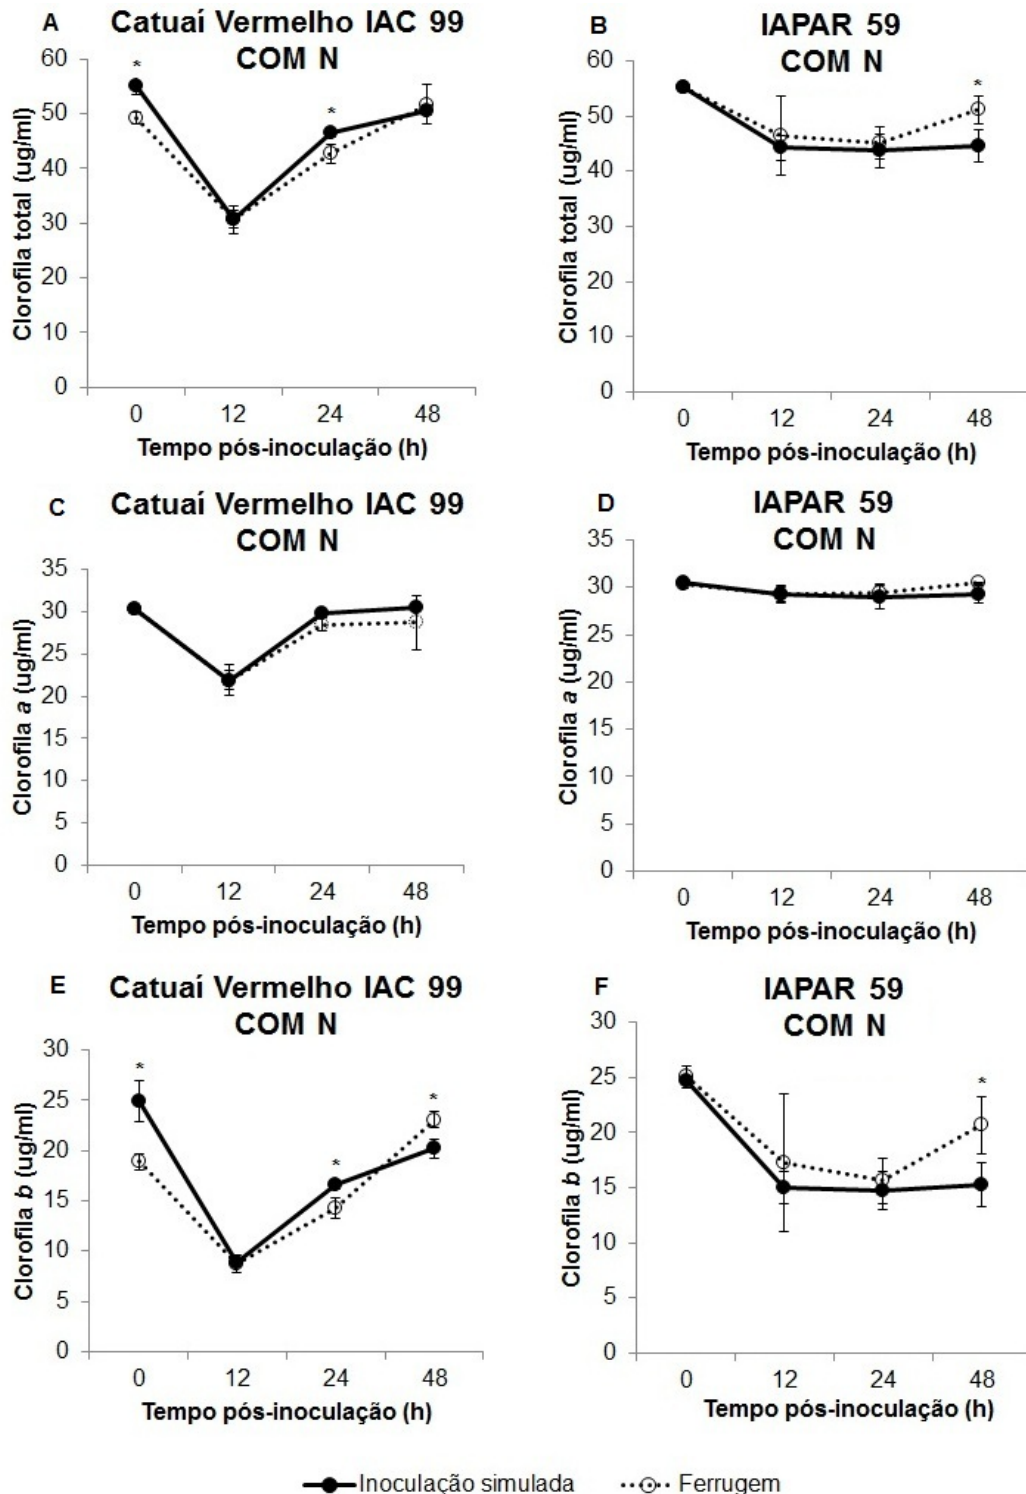 A
Catuaí Vermelho IAC 99
COM N
Clorofila total (ug/ml)
60
50
40
30
20
10
0
*
*
0 12 24 48
Tempo pós-inoculação (h)
B
IAPAR 59
COM N
Clorofila total (ug/ml)
60
50
40
30
20
10
0
*
0 12 24 48
Tempo pós-inoculação (h)
C
Catuaí Vermelho IAC 99
COM N
Clorofila a (ug/ml)
35
30
25
20
15
10
5
0
0 12 24 48
Tempo pós-inoculação (h)
D
IAPAR 59
COM N
Clorofila a (ug/ml)
35
30
25
20
15
10
5
0
0 12 24 48
Tempo pós-inoculação (h)
E
Catuaí Vermelho IAC 99
COM N
Clorofila b (ug/ml)
30
25
20
15
10
5
0
*
*
*
0 12 24 48
Tempo pós-inoculação (h)
F
IAPAR 59
COM N
Clorofila b (ug/ml)
30
25
20
15
10
5
0
*
0 12 24 48
Tempo pós-inoculação (h)
Inoculação simulada
Ferrugem